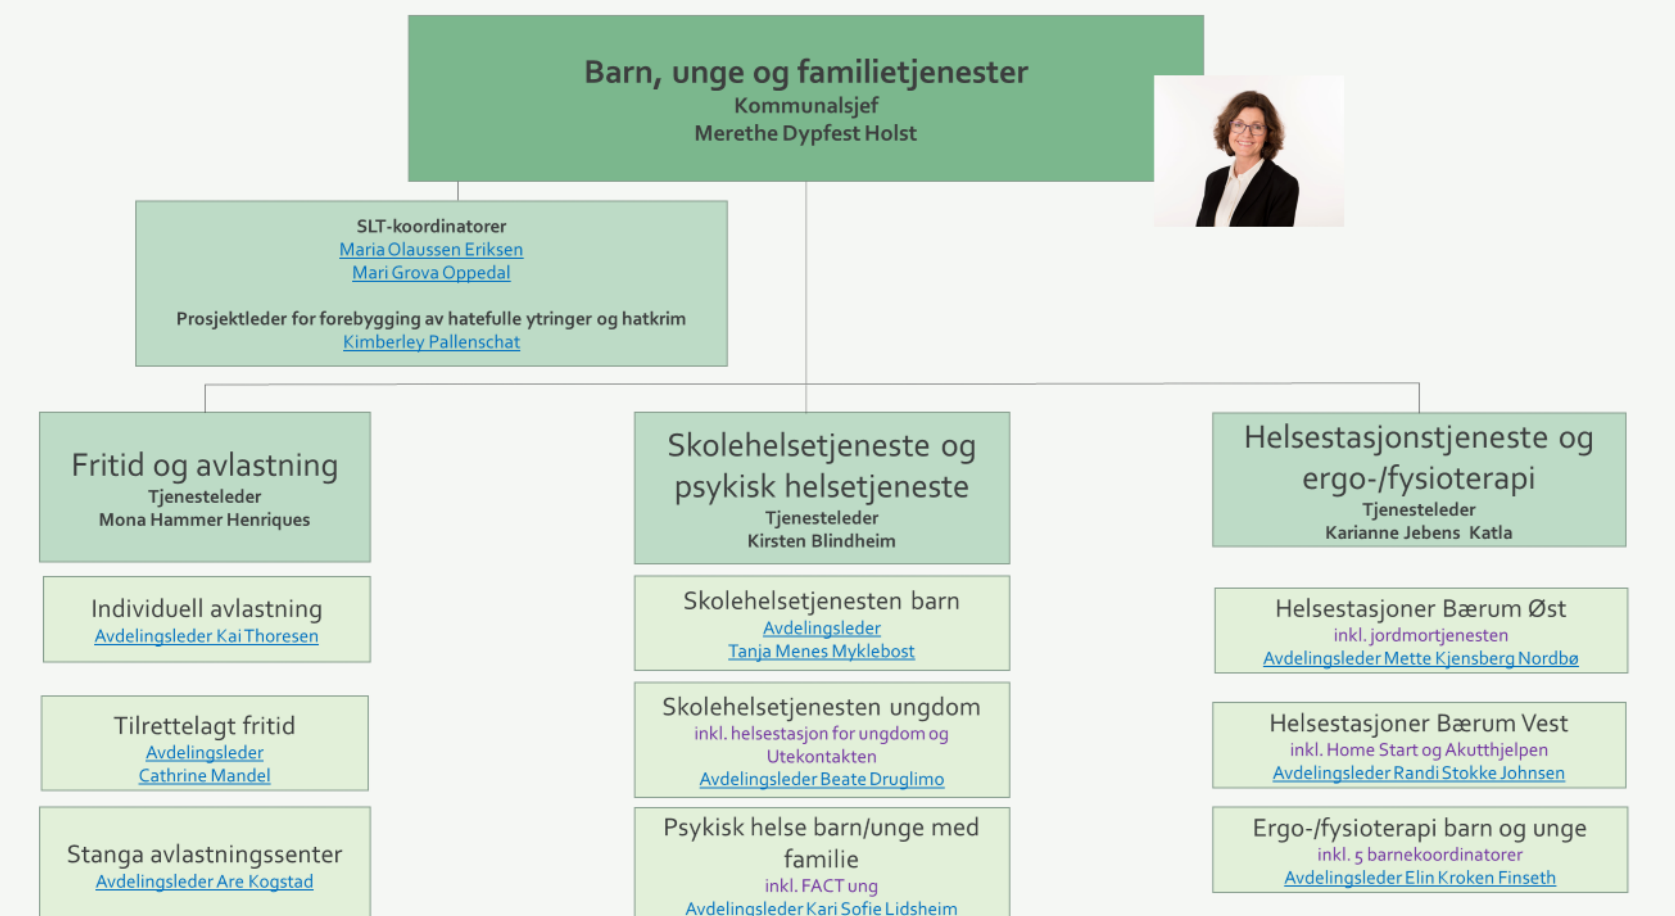 Barn, unge og familietjenester
Kommunalsjef
Merethe Dypfest Holst
SLT-koordinatorer
Maria Olaussen Eriksen
Mari Grova Oppedal
Prosjektleder for forebygging av hatefulle ytringer og hatkrim
Kimberley Pallenschat
Fritid og avlastning
Tjenesteleder
Mona Hammer Henriques
Individuell avlastning
Avdelingsleder Kai Thoresen
Tilrettelagt fritid
Avdelingsleder
Cathrine Mandel
Stanga avlastningssenter
Avdelingsleder Are Kogstad
Skolehelsetjeneste og
psykisk helsetjeneste
Tjenesteleder
Kirsten Blindheim
Skolehelsetjenesten barn
Avdelingsleder
Tanja Menes Myklebost
Skolehelsetjenesten ungdom
inkl. helsestasjon for ungdom og
Utekontakten
Avdelingsleder Beate Druglimo
Psykisk helse barn/unge med
familie
inkl. FACT ung
Avdelingsleder Kari Sofie Lidsheim
Helsestasjonstjeneste og
ergo-/fysioterapi
Tjenesteleder
Karianne Jebens Katla
Helsestasjoner Bærum Øst
inkl. jordmortjenesten
Avdelingsleder Mette Kjensberg Nordbø
Helsestasjoner Bærum Vest
inkl. Home Start og Akutthjelpen
Avdelingsleder Randi Stokke Johnsen
Ergo-/fysioterapi barn og unge
inkl. 5 barnekoordinatorer
Avdelingsleder Elin Kroken Finseth